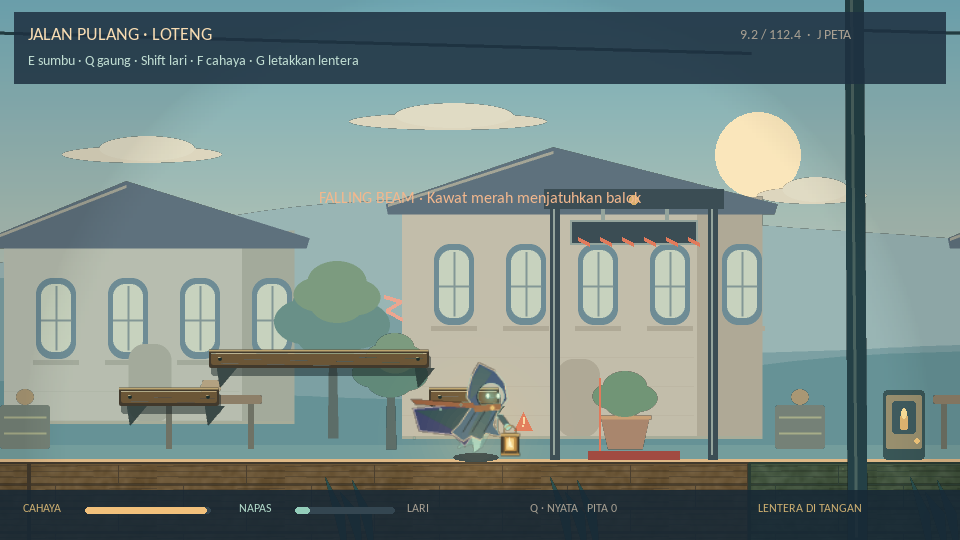 JALAN PULANG · LOTENG
9.2 / 112.4 · J PETA
E sumbu · Q gaung · Shift lari · F cahaya · G letakkan lentera
FALLING BEAM · Kawat merah menjatuhkan balok
!
CAHAYA NAPAS LARI Q · NYATA PITA 0 LENTERA DI TANGAN